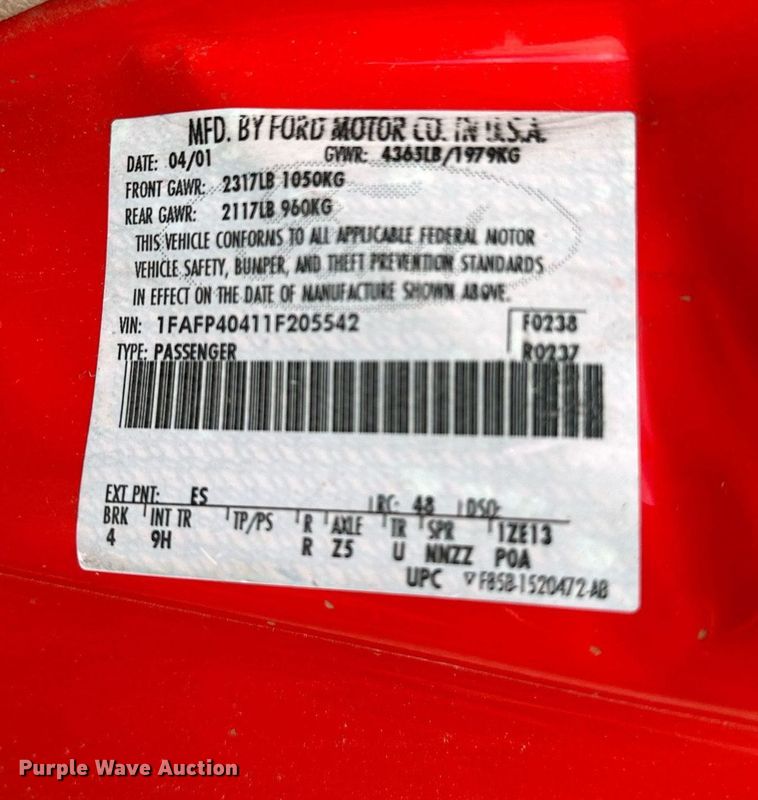 MFD. BY FORD MOTOR CO. IN U.S.A.
DATE: 04/01 GVWR: 4365LB/1979KG
FRONT GAWR: 2317LB 1050KG
REAR GAWR: 2117LB 960KG
THIS VEHICLE CONFORMS TO ALL APPLICABLE FEDERAL MOTOR
VEHICLE SAFETY, BUMPER, AND THEFT PREVENTION STANDARDS
IN EFFECT ON THE DATE OF MANUFACTURE SHOWN ABOVE.
VIN: 1FAFP40411F205542 F0238
TYPE: PASSENGER R0237
EXT PNT: ES RC: 48 DSO:
BRK INT TR TP/PS R AXLE TR SPR 1ZE13
4 9H R Z5 U NNZZ POA
UPC ▽F85B-1520472-AB
Purple Wave Auction